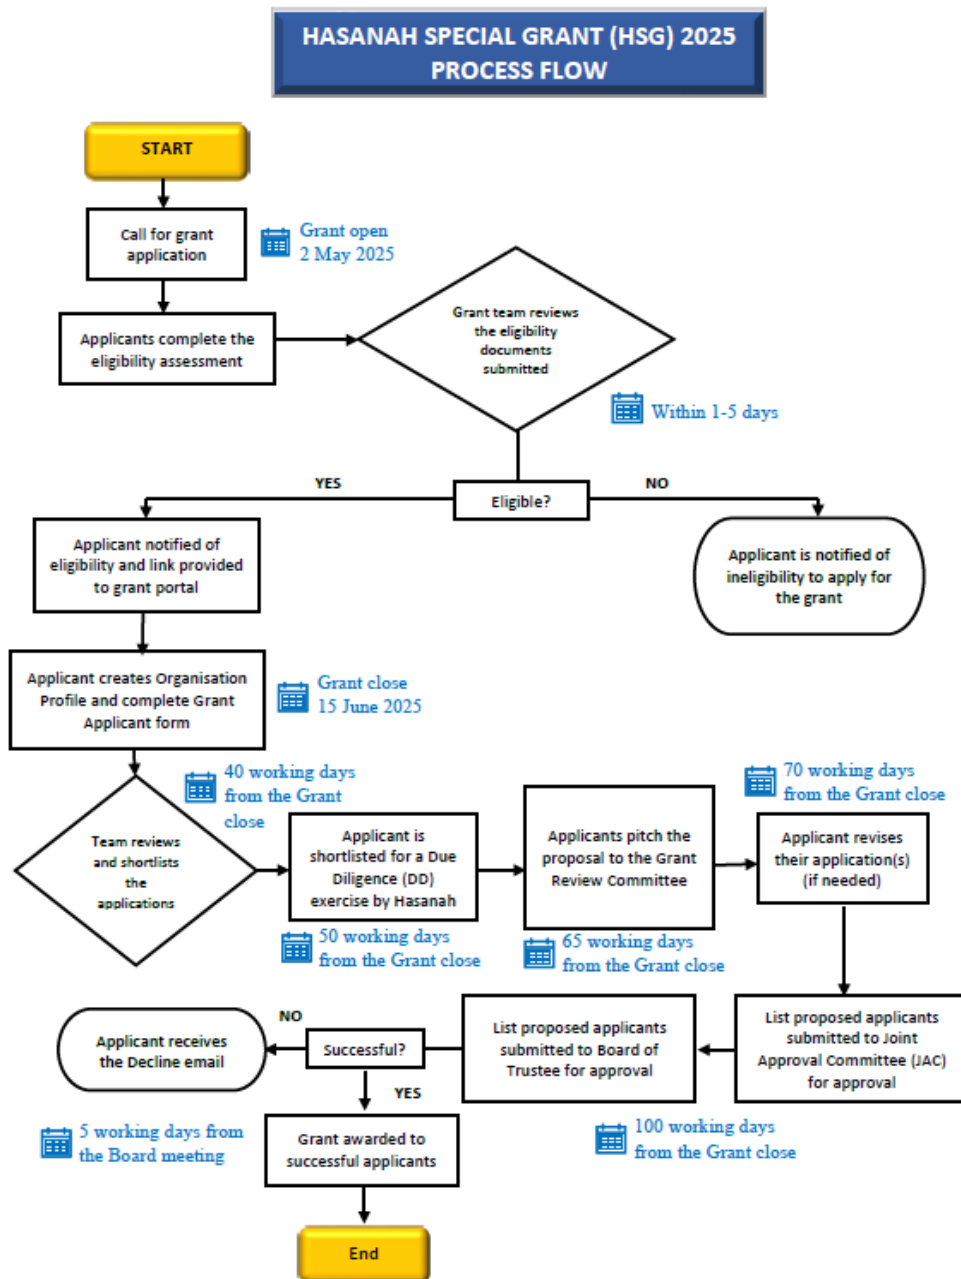 HASANAH SPECIAL GRANT (HSG) 2025
PROCESS FLOW
START
Call for grant
application
Grant open
2 May 2025
Applicants complete the
eligibility assessment
Grant team reviews
the eligibility
documents
submitted
Within 1-5 days
YES
Eligible?
NO
Applicant notified of
eligibility and link provided
to grant portal
Applicant is notified of
ineligibility to apply for
the grant
Applicant creates Organisation
Profile and complete Grant
Applicant form
Grant close
15 June 2025
Team reviews
and shortlists
the
applications
40 working days
from the Grant
close
Applicant is
shortlisted for a Due
Diligence (DD)
exercise by Hasanah
50 working days
from the Grant close
Applicants pitch the
proposal to the Grant
Review Committee
65 working days
from the Grant close
70 working days
from the Grant close
Applicant revises
their application(s)
(if needed)
List proposed applicants
submitted to Joint
Approval Committee (JAC)
for approval
List proposed applicants
submitted to Board of
Trustee for approval
100 working days
from the Grant close
Successful?
NO
Applicant receives
the Decline email
YES
5 working days from
the Board meeting
Grant awarded to
successful applicants
End